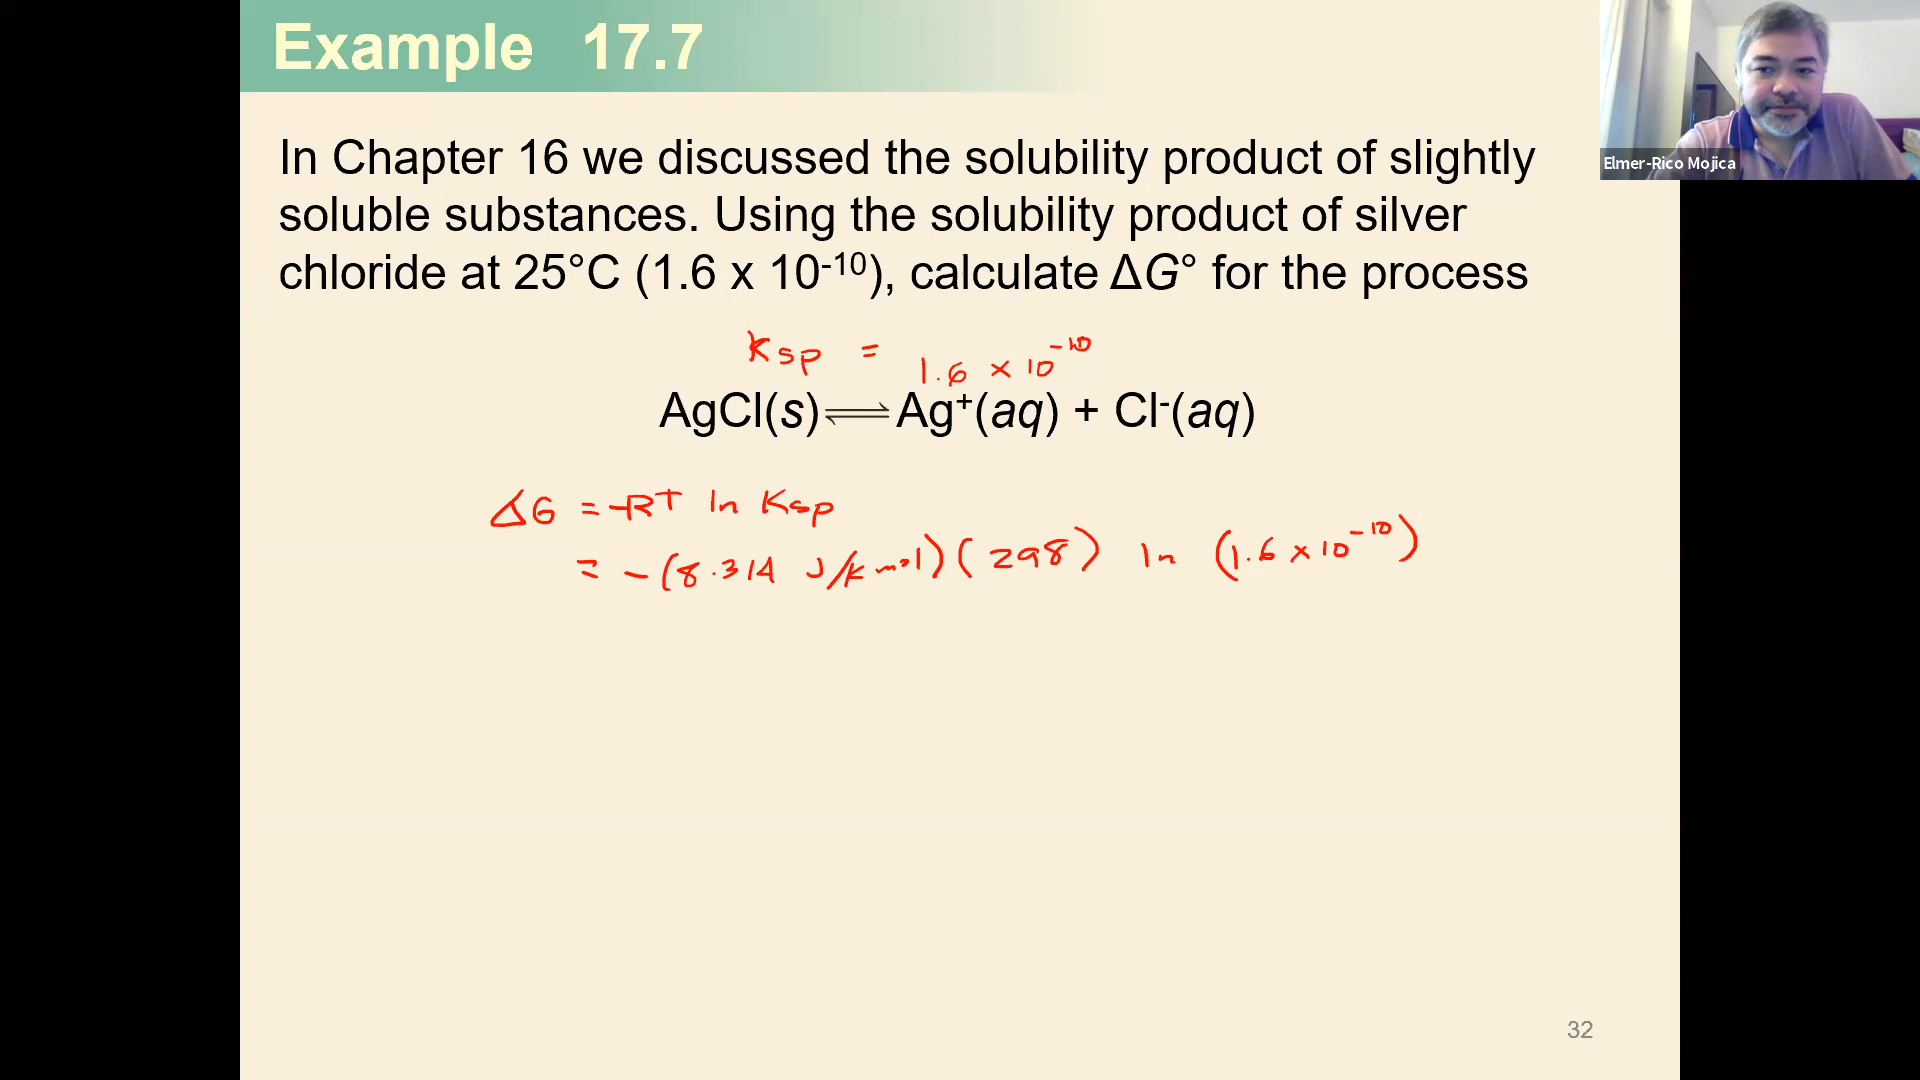 Example 17.7
Elmer-Rico Mojica
In Chapter 16 we discussed the solubility product of slightly
soluble substances. Using the solubility product of silver
chloride at 25°C (1.6 x 10⁻¹⁰), calculate ΔG° for the process
Ksp = 1.6 × 10⁻¹⁰
AgCl(s) ⇌ Ag⁺(aq) + Cl⁻(aq)
ΔG = -RT ln Ksp
= -(8.314 J/K mol)(298) ln (1.6 × 10⁻¹⁰)
32